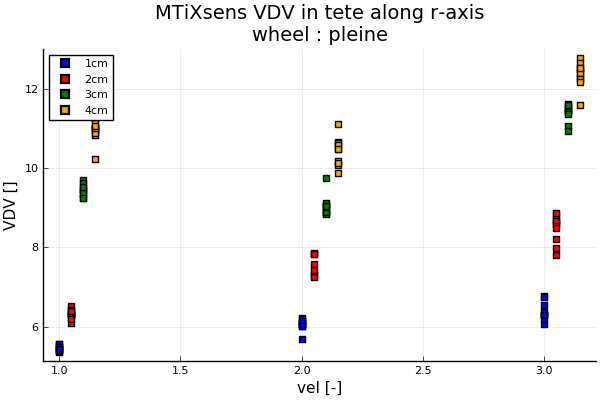 MTiXsens VDV in tete along r-axis
wheel : pleine
1cm
2cm
3cm
4cm
12
10
8
6
VDV []
1.0 1.5 2.0 2.5 3.0
vel [-]